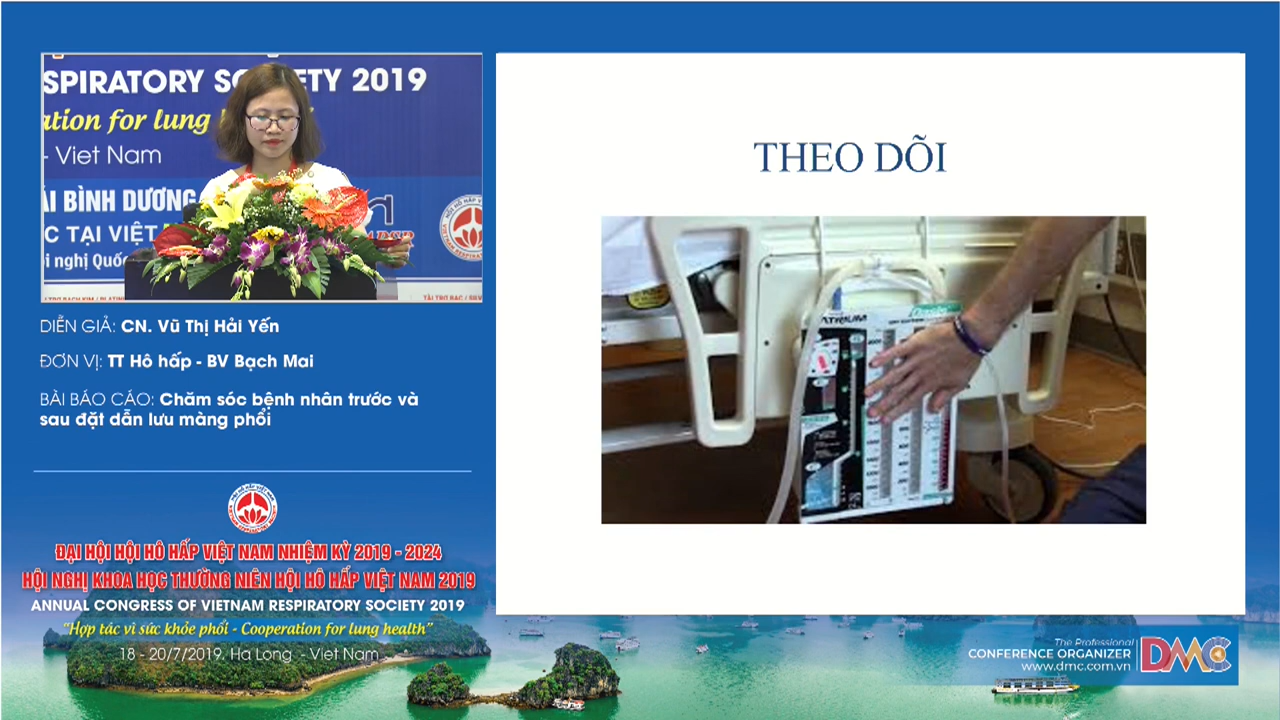 SPIRATORY SOCIETY 2019
ation for lung
- Viet Nam
ÁI BÌNH DƯƠNG
C TẠI VIỆT
i nghị Quốc
DIỄN GIẢ: CN. Vũ Thị Hải Yến
ĐƠN VỊ: TT Hô hấp - BV Bạch Mai
BÀI BÁO CÁO: Chăm sóc bệnh nhân trước và
sau đặt dẫn lưu màng phổi
ĐẠI HỘI HỘI HÔ HẤP VIỆT NAM NHIỆM KỲ 2019 - 2024
HỘI NGHỊ KHOA HỌC THƯỜNG NIÊN HỘI HÔ HẤP VIỆT NAM 2019
ANNUAL CONGRESS OF VIETNAM RESPIRATORY SOCIETY 2019
“Hợp tác vì sức khỏe phổi - Cooperation for lung health”
18 - 20/7/2019. Ha Long - Viet Nam
THEO DÕI
ATRIUM
Oasis
The Professional
CONFERENCE ORGANIZER
www.dmc.com.vn
DMC